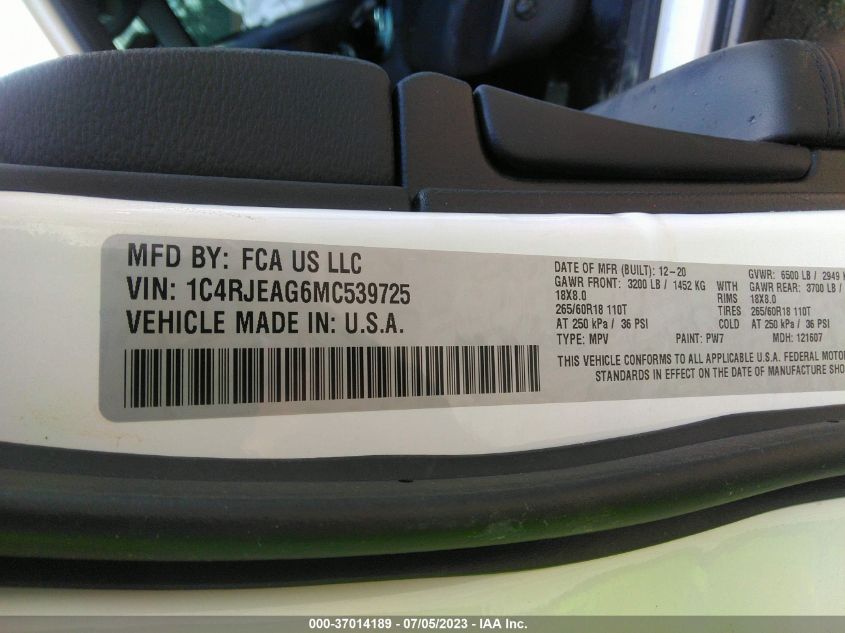 MFD BY: FCA US LLC
VIN: 1C4RJEAG6MC539725
VEHICLE MADE IN: U.S.A.
DATE OF MFR (BUILT): 12-20
GVWR: 6500 LB / 2949
GAWR FRONT: 3200 LB / 1452 KG WITH GAWR REAR: 3700 LB /
18X8.0 RIMS 18X8.0
265/60R18 110T TIRES 265/60R18 110T
AT 250 kPa / 36 PSI COLD AT 250 kPa / 36 PSI
TYPE: MPV PAINT: PW7 MDH: 121607
THIS VEHICLE CONFORMS TO ALL APPLICABLE U.S.A. FEDERAL MOTOR
STANDARDS IN EFFECT ON THE DATE OF MANUFACTURE SHO
000-37014189 - 07/05/2023 - IAA Inc.